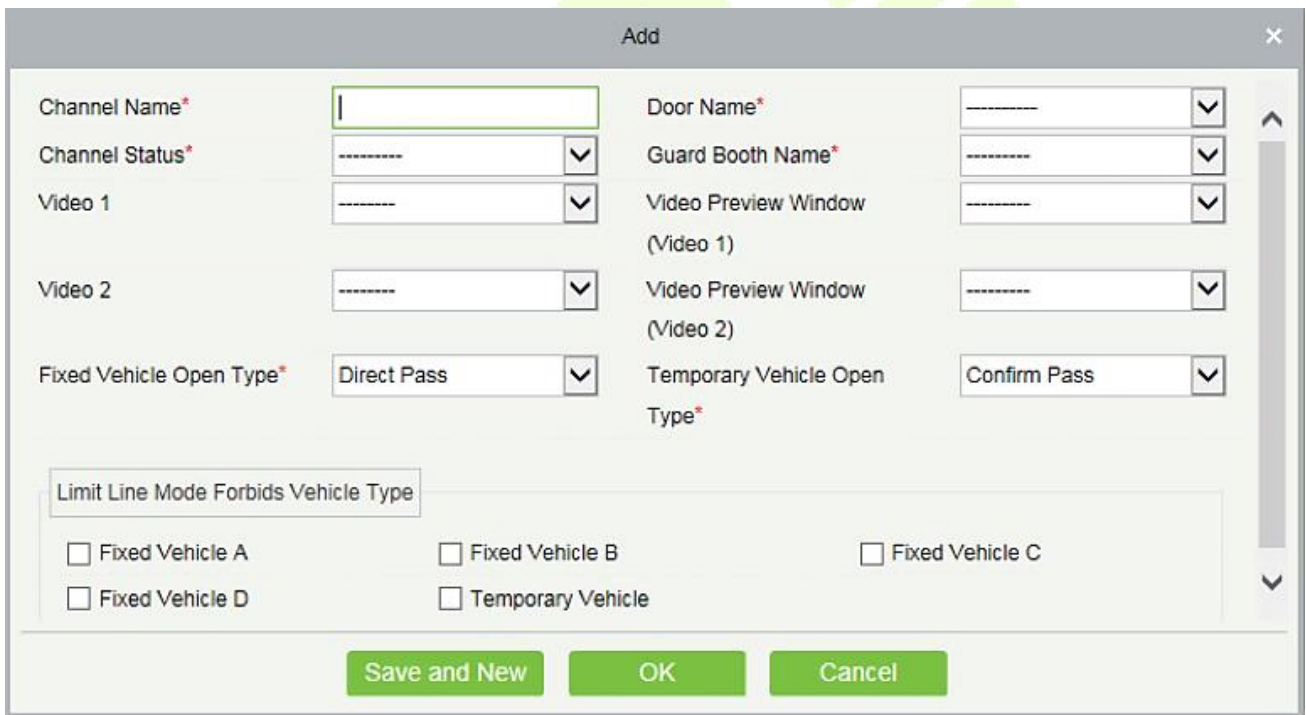 Add
Channel Name* Door Name* ----------
Channel Status* --------- Guard Booth Name* ---------
Video 1 -------- Video Preview Window ---------
(Video 1)
Video 2 -------- Video Preview Window ---------
(Video 2)
Fixed Vehicle Open Type* Direct Pass Temporary Vehicle Open Confirm Pass
Type*
Limit Line Mode Forbids Vehicle Type
Fixed Vehicle A Fixed Vehicle B Fixed Vehicle C
Fixed Vehicle D Temporary Vehicle
Save and New OK Cancel